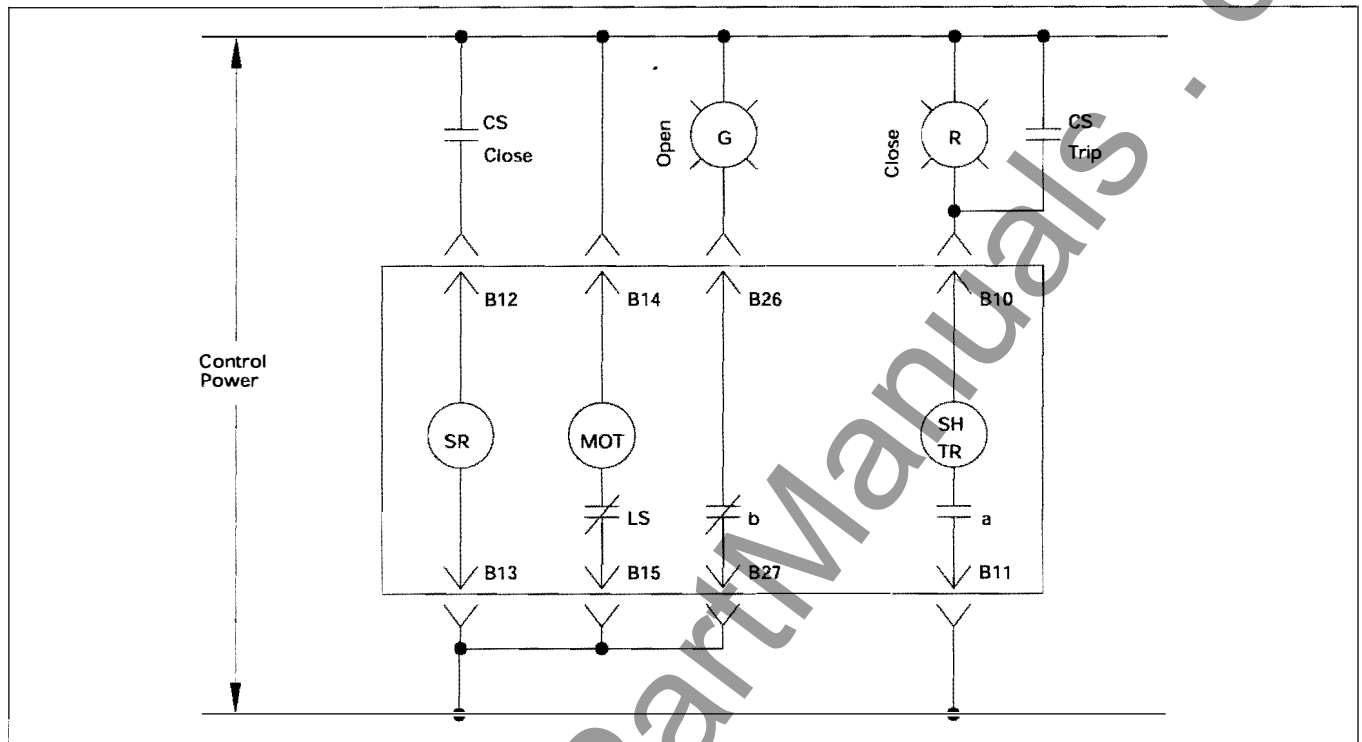 CS
Close
Open
G
Close
R
CS
Trip
B12
B14
B26
B10
Control
Power
SR
MOT
SH
TR
LS
b
a
B13
B15
B27
B11
PartManuals .